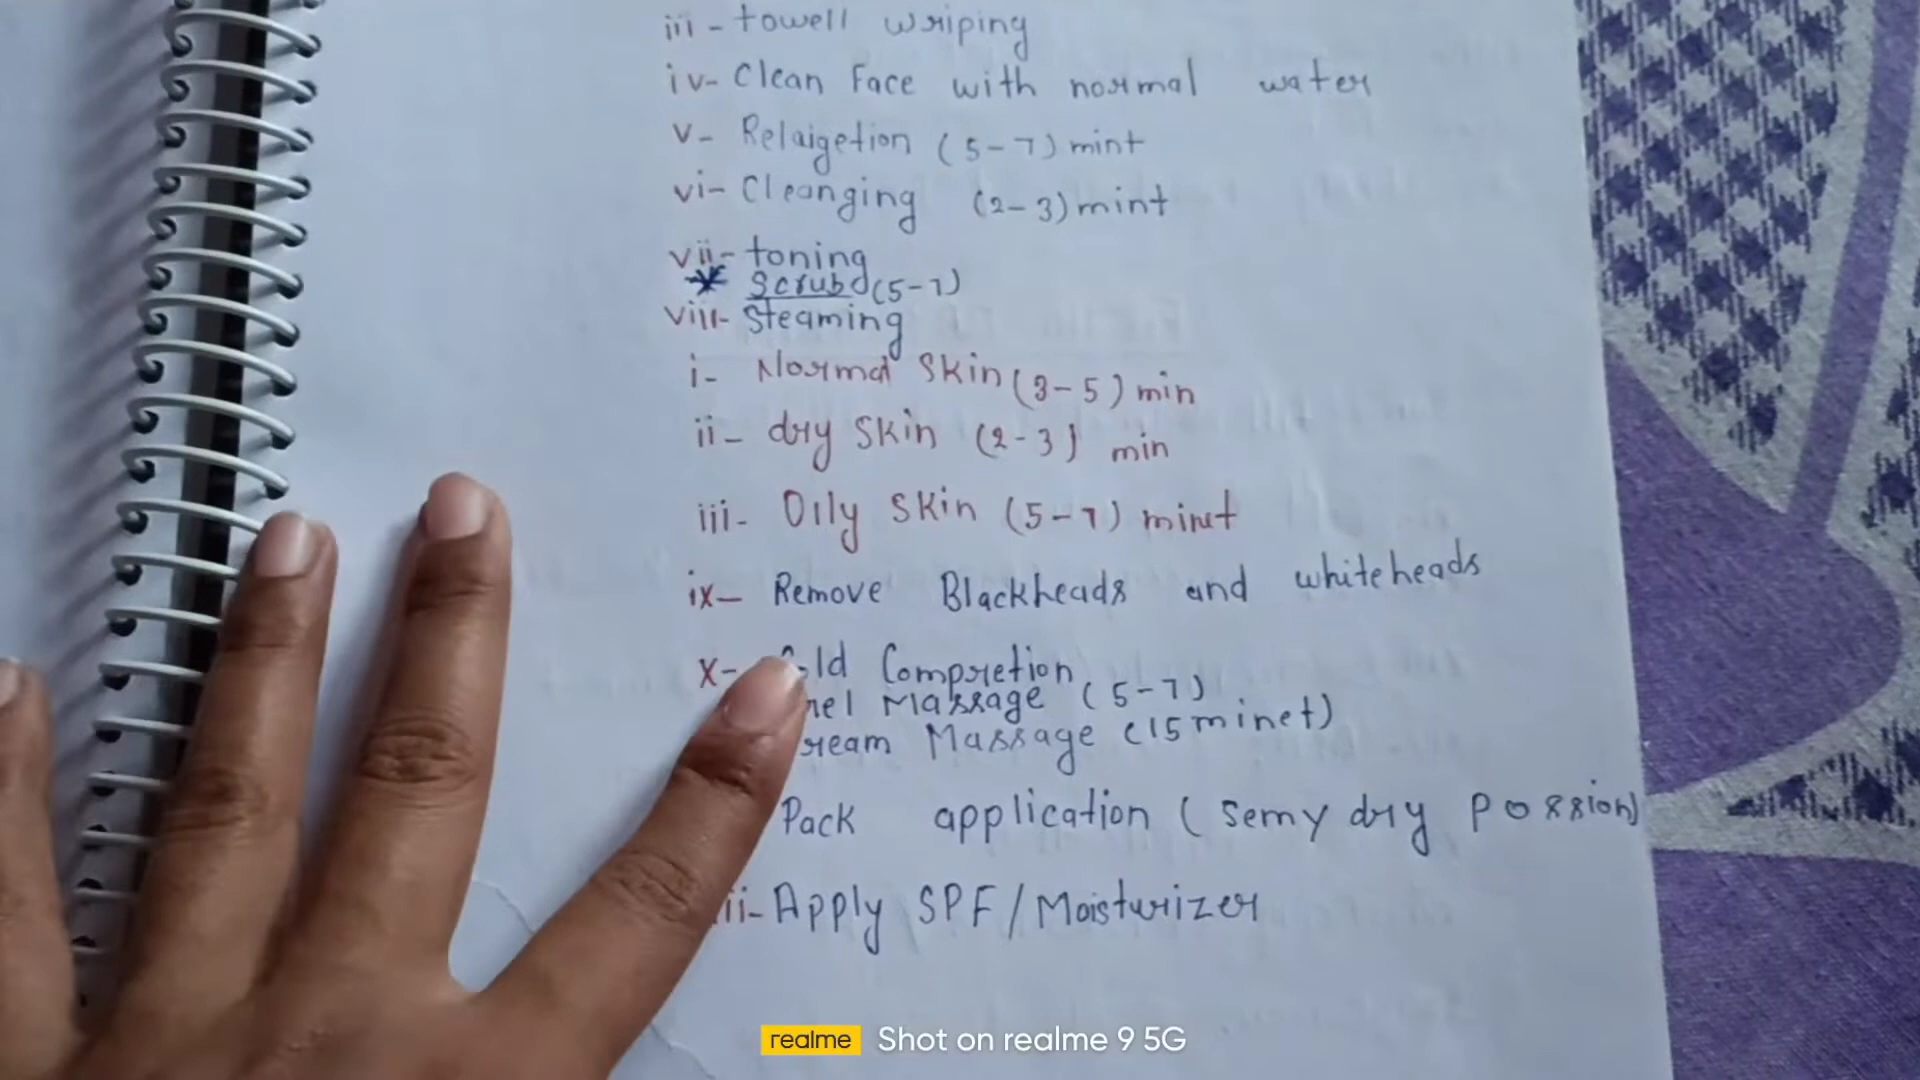 iii - towell wriping
iv- Clean Face with normal water
v- Relaigetion (5-7) mint
vi- Cleanging (2-3) mint
vii- toning
* Scrub (5-7)
viii- Steaming
i- Normal Skin (3-5) min
ii- dry Skin (2-3) min
iii- Oily Skin (5-7) minet
ix- Remove Blackheads and whiteheads
x- Cold Compretion
Massage (5-7)
Massage (15 minet)
Pack application (Semy dry possion)
Apply SPF/Moisturizer
realme Shot on realme 9 5G